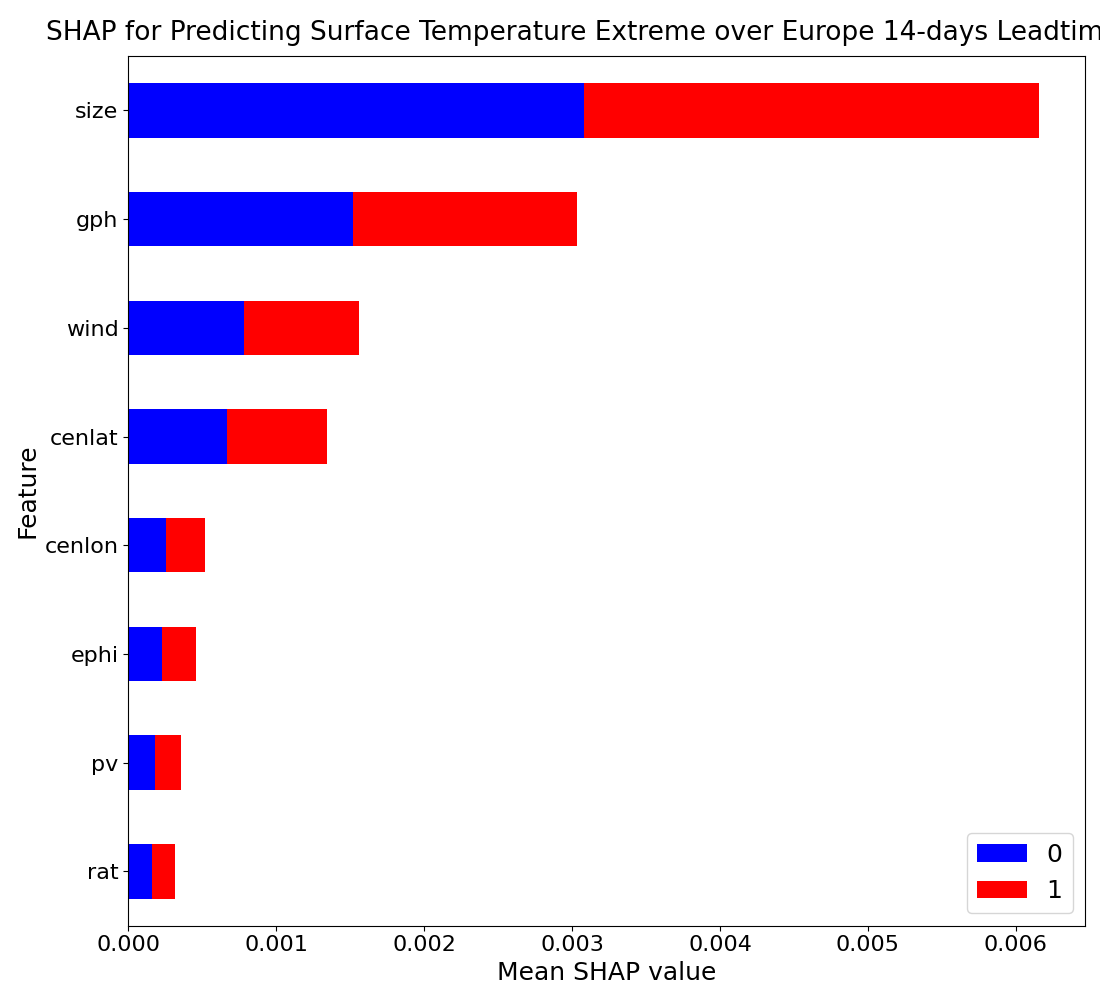 SHAP for Predicting Surface Temperature Extreme over Europe 14-days Leadtim
size
gph
wind
cenlat
cenlon
ephi
pv
rat
Feature
0
1
0.000 0.001 0.002 0.003 0.004 0.005 0.006
Mean SHAP value